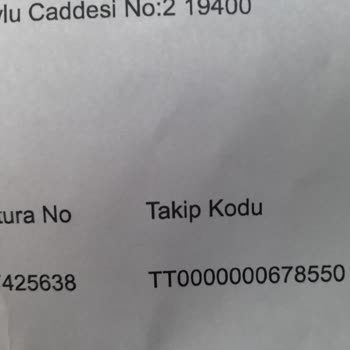 Caddesi No:2 19400
No Takip Kodu
425638 TT0000000678550